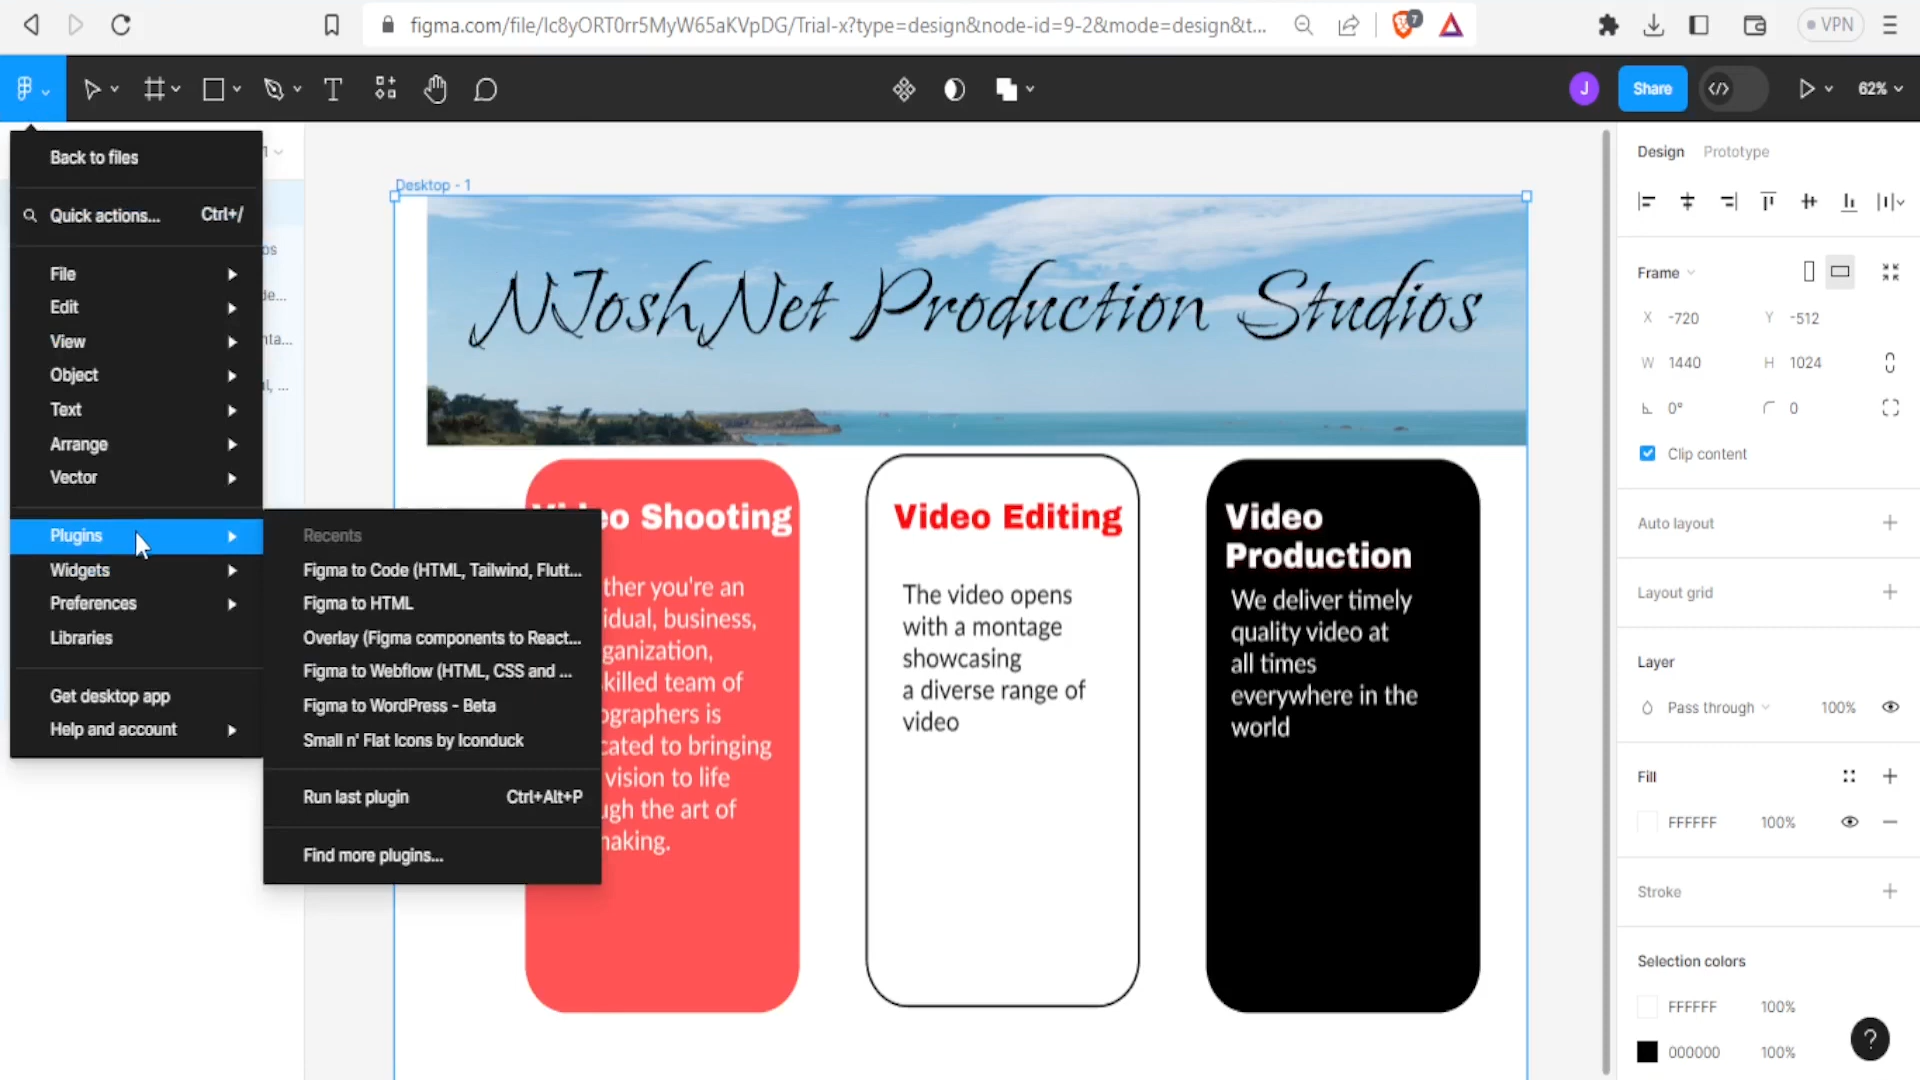 figma.com/file/lc8yORT0rr5MyW65aKVpDG/Trial-x?type=design&node-id=9-2&mode=design&t...
7
VPN
J
Share
62%
Back to files
Quick actions... Ctrl+/
File
Edit
View
Object
Text
Arrange
Vector
Plugins
Widgets
Preferences
Libraries
Get desktop app
Help and account
Recents
Figma to Code (HTML, Tailwind, Flutt...
Figma to HTML
Overlay (Figma components to React...
Figma to Webflow (HTML, CSS and ...
Figma to WordPress - Beta
Small n' Flat Icons by Iconduck
Run last plugin Ctrl+Alt+P
Find more plugins...
Desktop - 1
NJoshNet Production Studios
Shooting
ther you're an
idual, business,
ganization,
killed team of
ographers is
cated to bringing
vision to life
ugh the art of
making.
Video Editing
The video opens
with a montage
showcasing
a diverse range of
video
Video
Production
We deliver timely
quality video at
all times
everywhere in the
world
Design Prototype
Frame
X -720 Y -512
W 1440 H 1024
0° 0
Clip content
Auto layout
Layout grid
Layer
Pass through 100%
Fill
FFFFFF 100%
Stroke
Selection colors
FFFFFF 100%
000000 100%
?